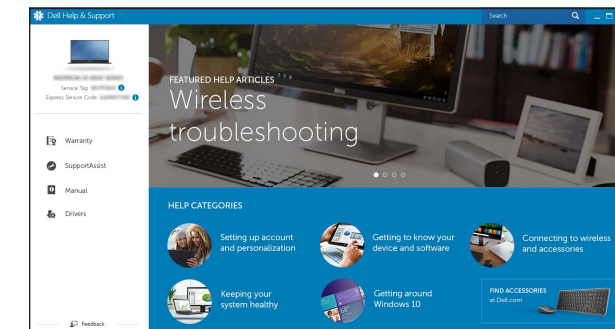 Dell Help & Support
Search
Service Tag
Express Service Code
Warranty
SupportAssist
Manual
Drivers
Feedback
FEATURED HELP ARTICLES
Wireless
troubleshooting
HELP CATEGORIES
Setting up account
and personalization
Getting to know your
device and software
Connecting to wireless
and accessories
Keeping your
system healthy
Getting around
Windows 10
FIND ACCESSORIES
at Dell.com